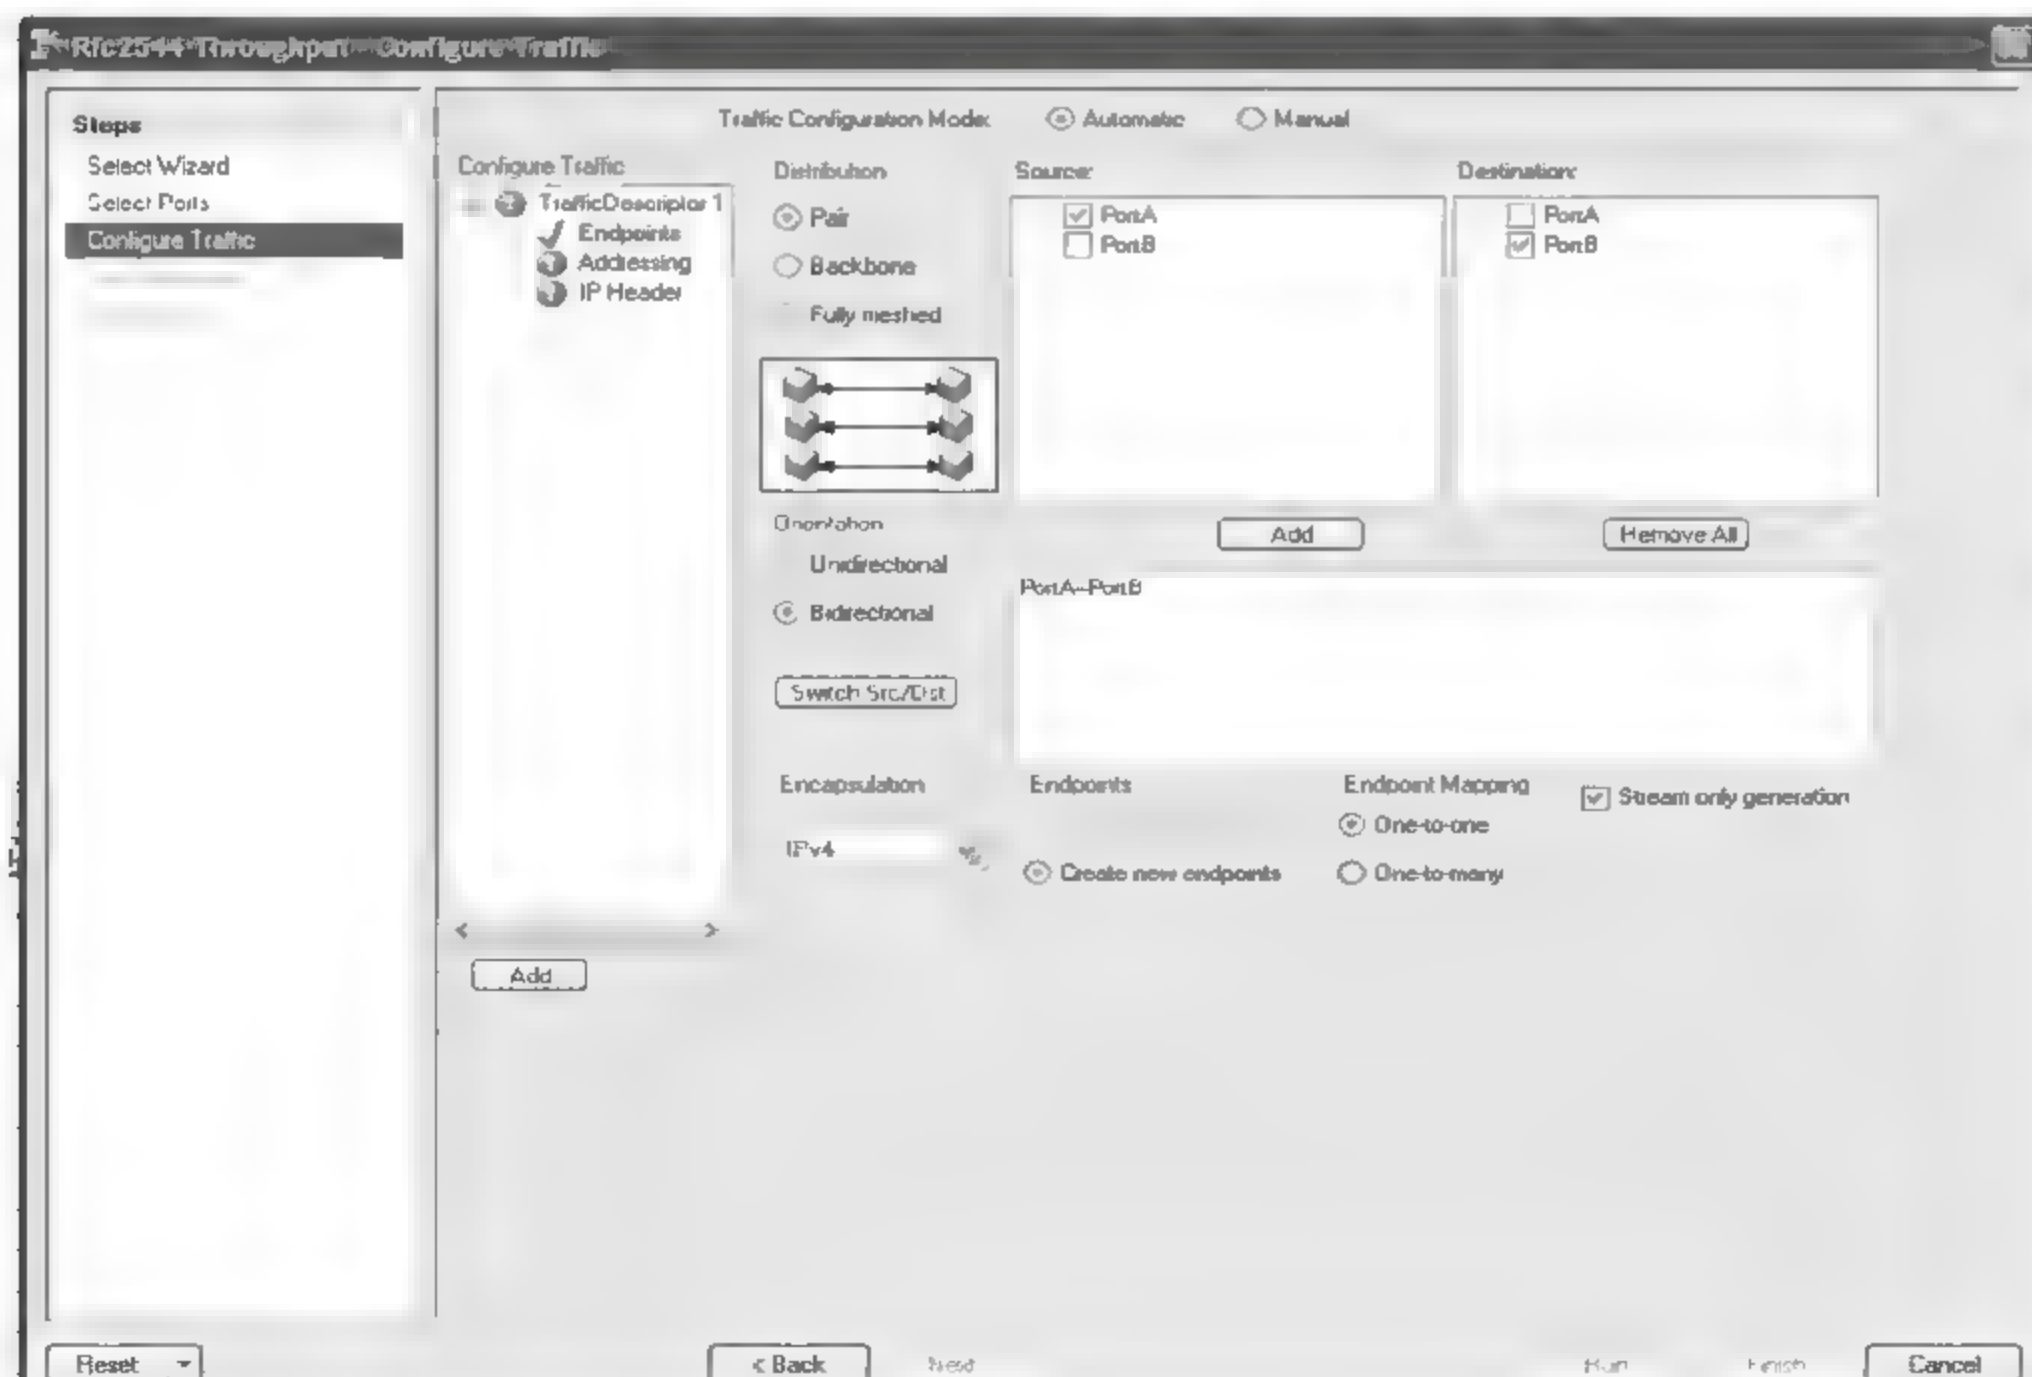 Rfc2544 Throughput - Configure Traffic
Steps
Select Wizard
Select Ports
Configure Traffic
Traffic Configuration Mode:
Automatic
Manual
Configure Traffic
TrafficDescriptor 1
Endpoints
Addressing
IP Header
Add
Distribution
Pair
Backbone
Fully meshed
Orientation
Unidirectional
Bidirectional
Switch Src/Dst
Source:
PortA
PortB
Destination:
PortA
PortB
Add
Remove All
PortA--PortB
Encapsulation
IPv4
Endpoints
Create new endpoints
Endpoint Mapping
One-to-one
One-to-many
Stream only generation
Reset
< Back
Next
Run
Finish
Cancel